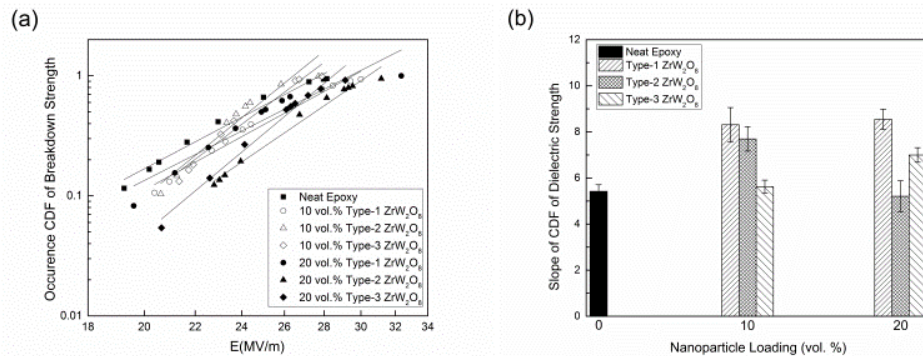 (a)
Occurence CDF of Breakdown Strength
1
0.1
0.01
18 20 22 24 26 28 30 32 34
E(MV/m)
Neat Epoxy
10 vol.% Type-1 ZrW₂O₈
10 vol.% Type-2 ZrW₂O₈
10 vol.% Type-3 ZrW₂O₈
20 vol.% Type-1 ZrW₂O₈
20 vol.% Type-2 ZrW₂O₈
20 vol.% Type-3 ZrW₂O₈
(b)
Slope of CDF of Dielectric Strength
12
10
8
6
4
2
0
Neat Epoxy
Type-1 ZrW₂O₈
Type-2 ZrW₂O₈
Type-3 ZrW₂O₈
0 10 20
Nanoparticle Loading (vol. %)